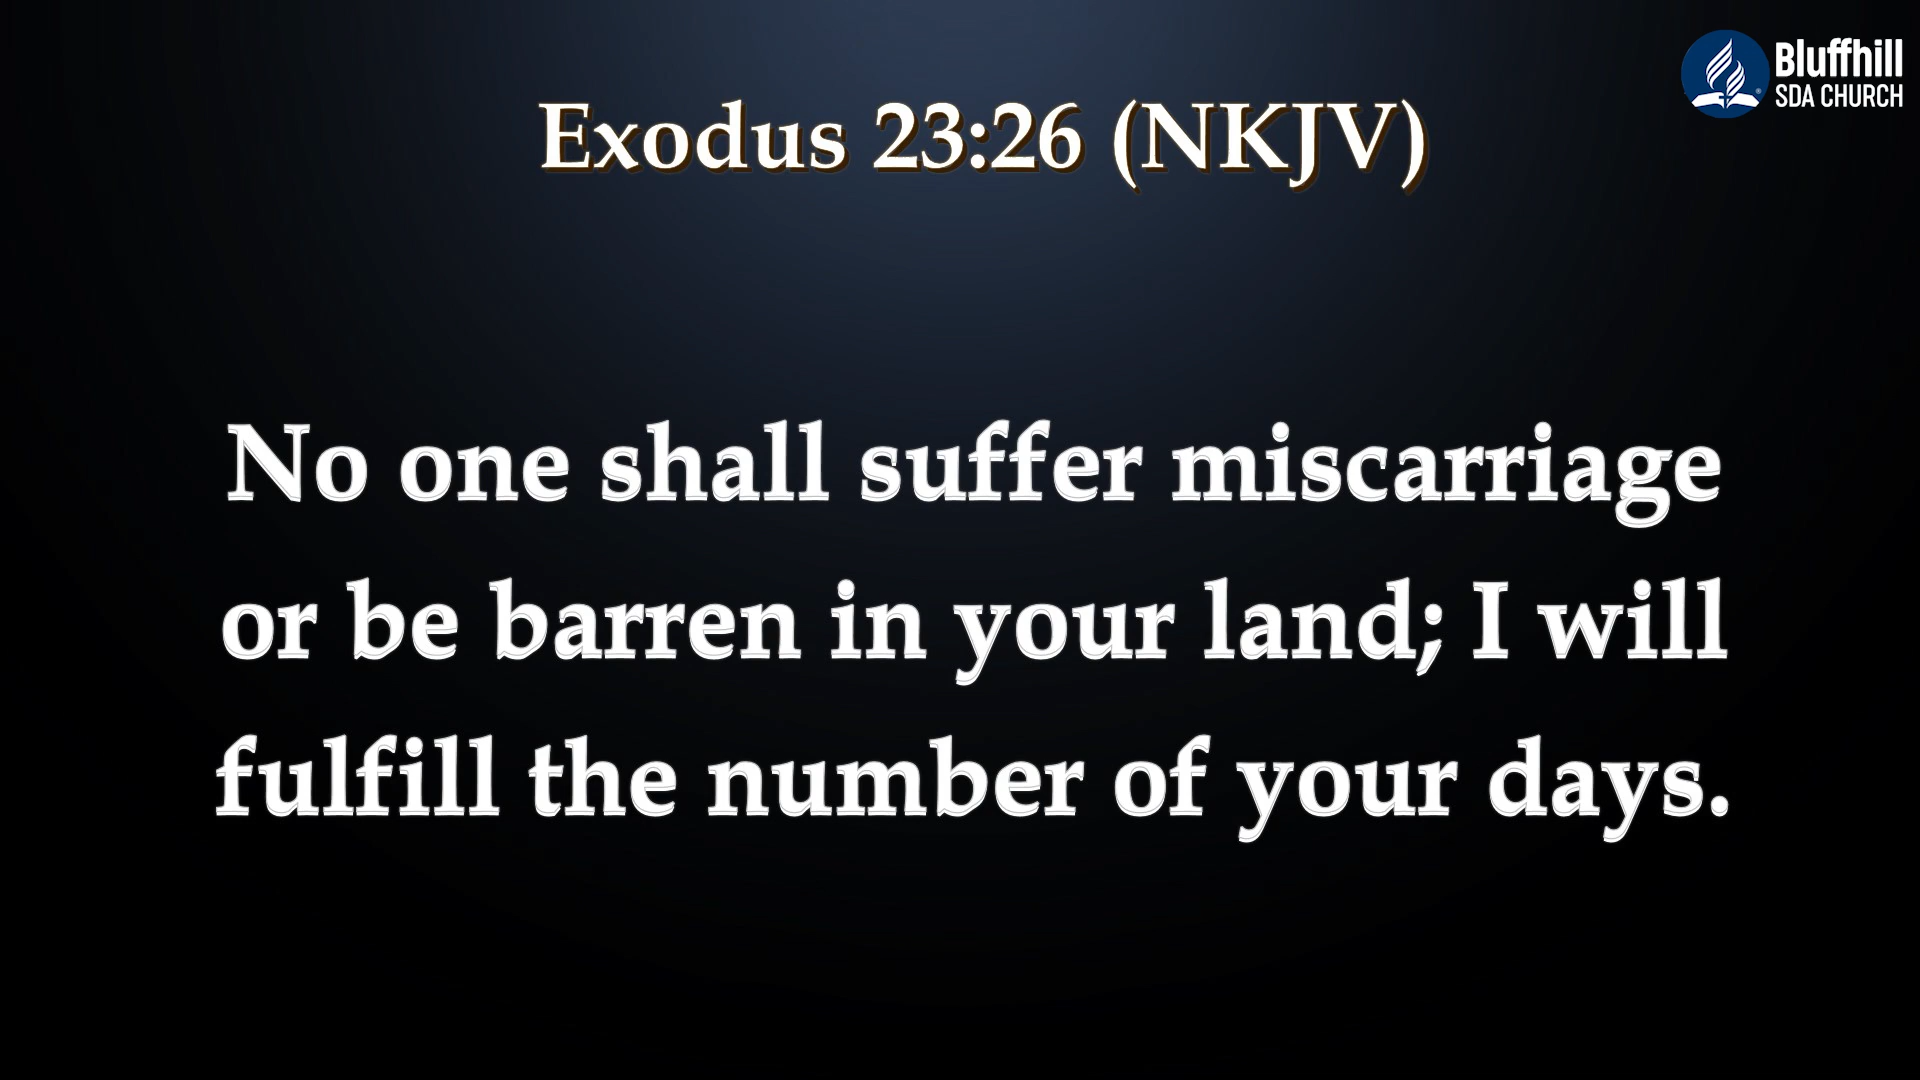 Bluffhill
SDA CHURCH
Exodus 23:26 (NKJV)
No one shall suffer miscarriage
or be barren in your land; I will
fulfill the number of your days.